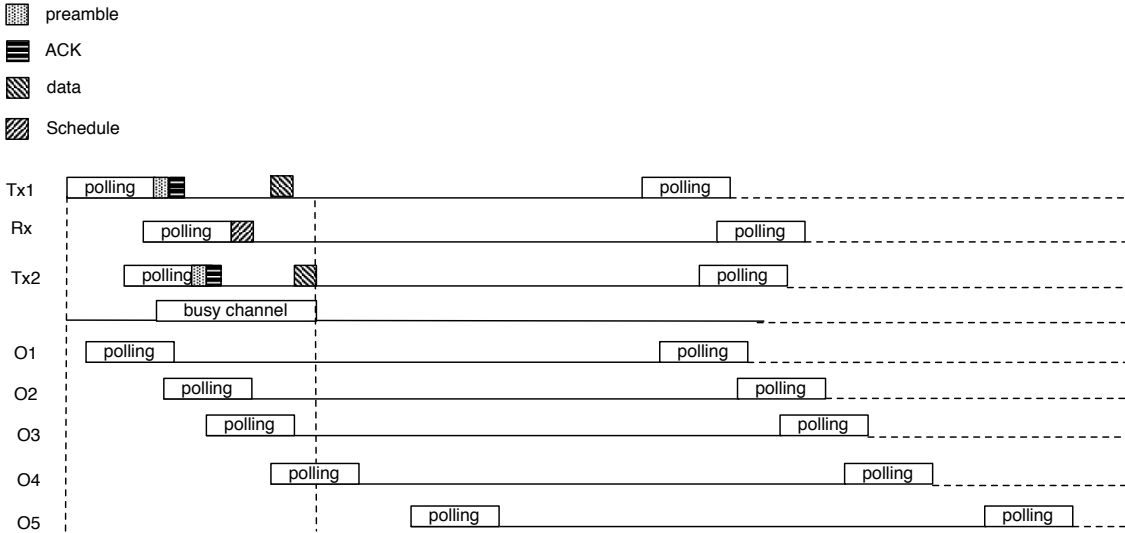 preamble
ACK
data
Schedule
Tx1 polling polling
Rx polling polling
Tx2 polling polling
busy channel
O1 polling polling
O2 polling polling
O3 polling polling
O4 polling polling
O5 polling polling